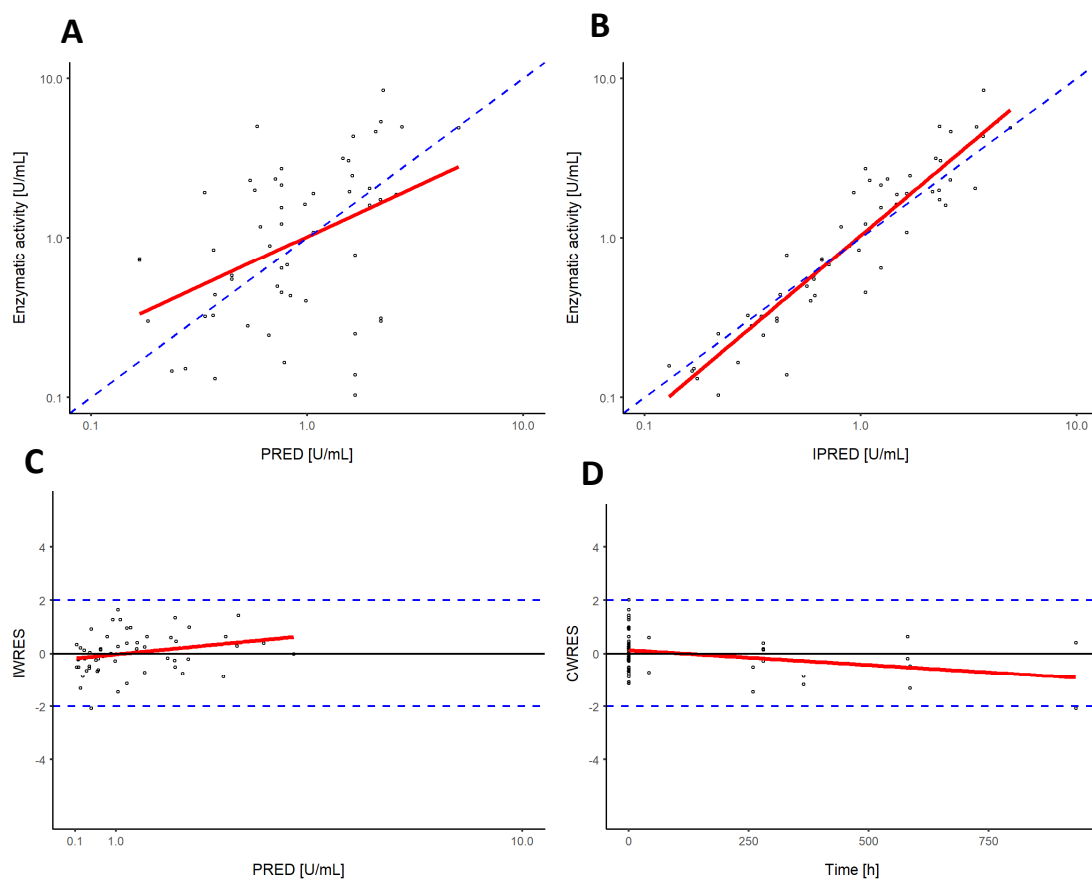 A
B
10.0
1.0
0.1
Enzymatic activity [U/mL]
0.1
1.0
10.0
PRED [U/mL]
10.0
1.0
0.1
Enzymatic activity [U/mL]
0.1
1.0
10.0
IPRED [U/mL]
C
D
4
2
0
-2
-4
IWRES
0.1
1.0
10.0
PRED [U/mL]
4
2
0
-2
-4
CWRES
0
250
500
750
Time [h]